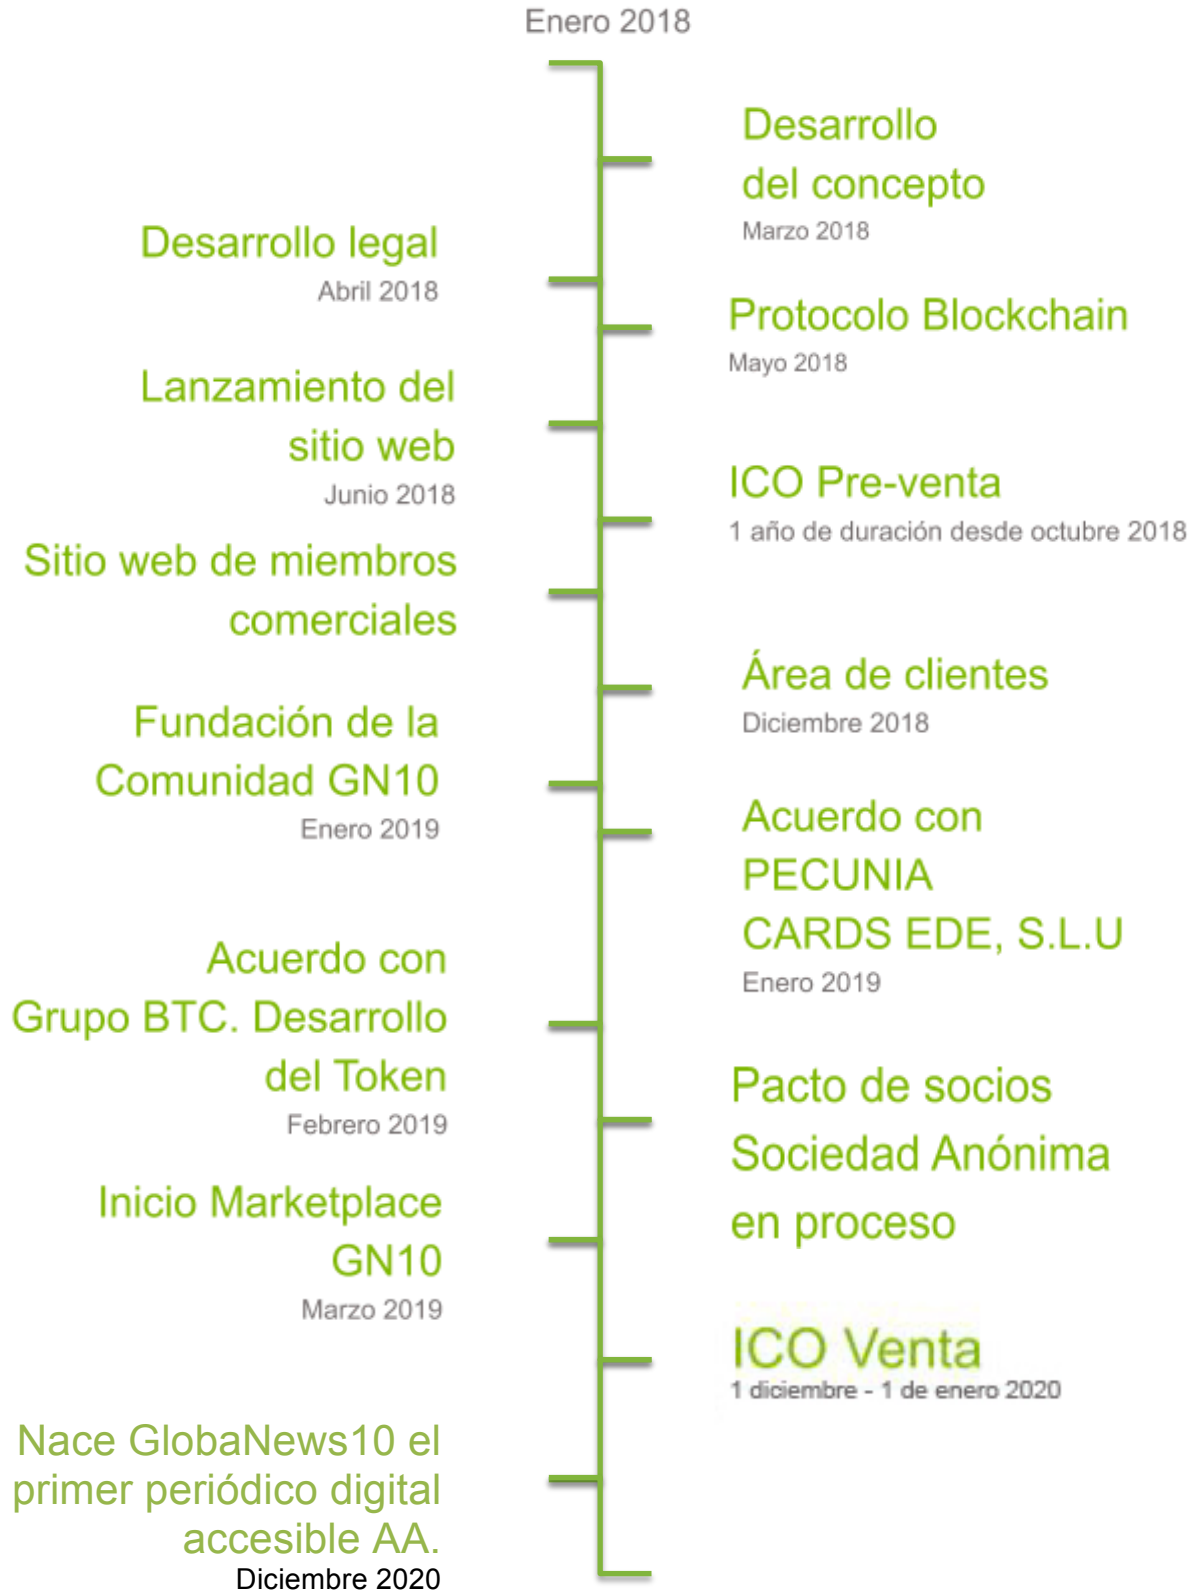 Enero 2018
Desarrollo
del concepto
Marzo 2018
Desarrollo legal
Abril 2018
Protocolo Blockchain
Mayo 2018
Lanzamiento del
sitio web
Junio 2018
ICO Pre-venta
1 año de duración desde octubre 2018
Sitio web de miembros
comerciales
Área de clientes
Diciembre 2018
Fundación de la
Comunidad GN10
Enero 2019
Acuerdo con
PECUNIA
CARDS EDE, S.L.U
Enero 2019
Acuerdo con
Grupo BTC. Desarrollo
del Token
Febrero 2019
Pacto de socios
Sociedad Anónima
en proceso
Inicio Marketplace
GN10
Marzo 2019
ICO Venta
1 diciembre - 1 de enero 2020
Nace GlobaNews10 el
primer periódico digital
accesible AA.
Diciembre 2020